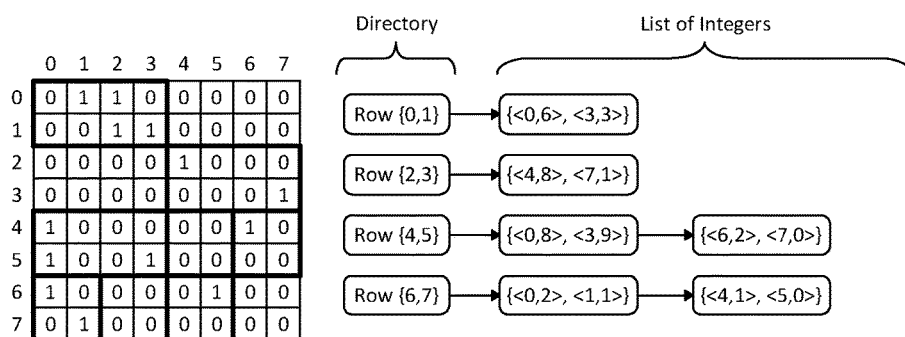 Directory List of Integers
0 1 2 3 4 5 6 7
0 0 1 1 0 0 0 0 0
Row {0,1} {<0,6>, <3,3>}
1 0 0 1 1 0 0 0 0
2 0 0 0 0 1 0 0 0
Row {2,3} {<4,8>, <7,1>}
3 0 0 0 0 0 0 0 1
4 1 0 0 0 0 0 1 0
Row {4,5} {<0,8>, <3,9>} {<6,2>, <7,0>}
5 1 0 0 1 0 0 0 0
6 1 0 0 0 0 1 0 0
Row {6,7} {<0,2>, <1,1>} {<4,1>, <5,0>}
7 0 1 0 0 0 0 0 0